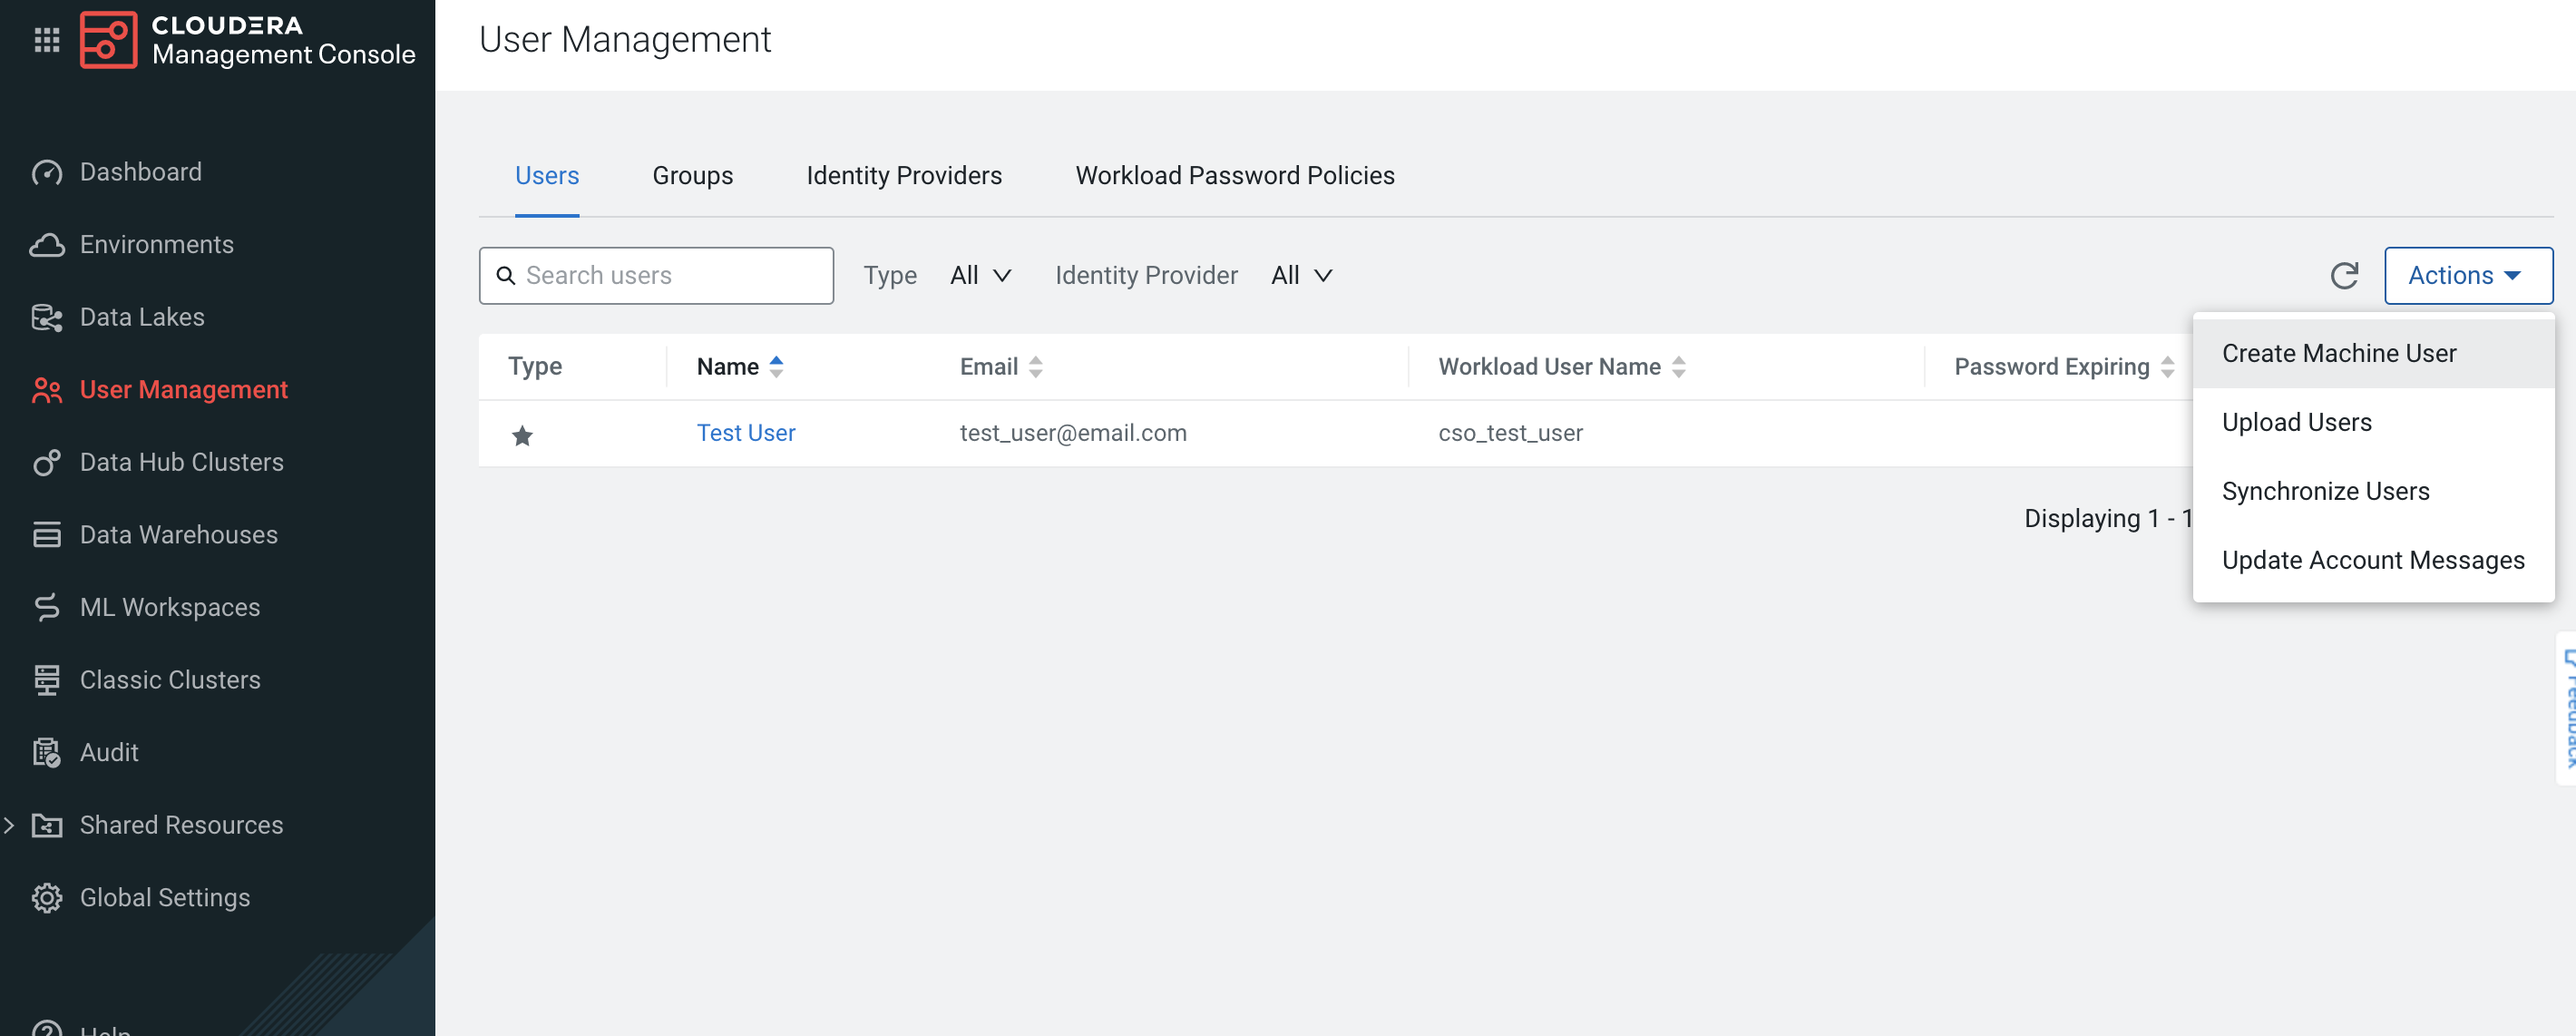 CLOUDERA
Management Console
User Management
Dashboard
Environments
Data Lakes
User Management
Data Hub Clusters
Data Warehouses
ML Workspaces
Classic Clusters
Audit
Shared Resources
Global Settings
Help
Users Groups Identity Providers Workload Password Policies
Search users Type All Identity Provider All Actions
Type Name Email Workload User Name Password Expiring
Test User test_user@email.com cso_test_user
Displaying 1 - 1
Create Machine User
Upload Users
Synchronize Users
Update Account Messages
Feedback